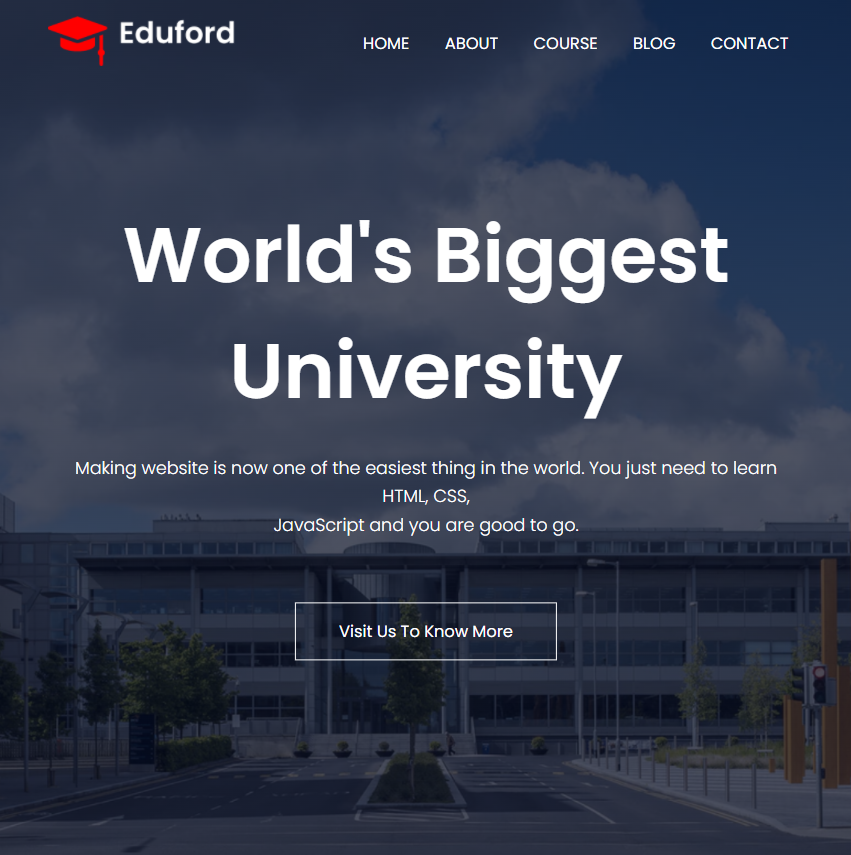 Eduford
HOME ABOUT COURSE BLOG CONTACT
World's Biggest
University
Making website is now one of the easiest thing in the world. You just need to learn
HTML, CSS,
JavaScript and you are good to go.
Visit Us To Know More